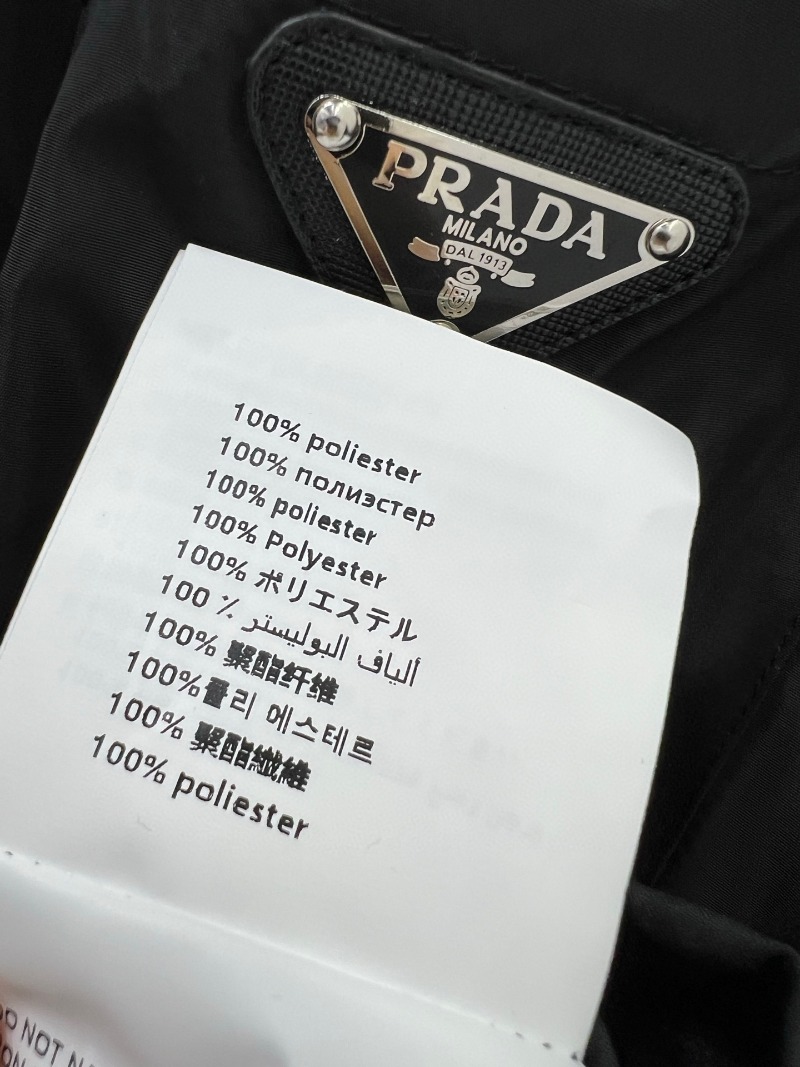 PRADA
MILANO
DAL 1913
100% poliester
100% полиэстер
100% poliester
100% Polyester
100% ポリエステル
100 ٪ ألياف البوليستر
100% 聚酯纤维
100% 폴리 에스테르
100% 聚酯纖維
100% poliester
DO NOT